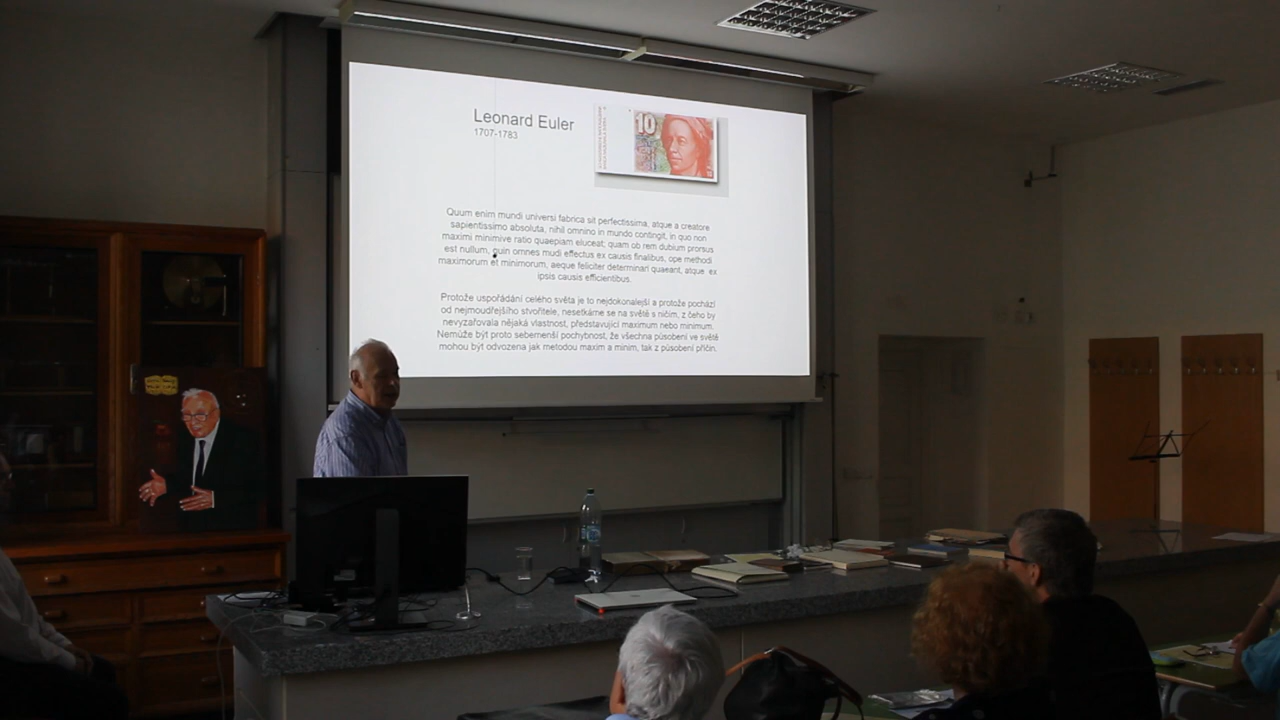 Leonard Euler
1707-1783
10
Quum enim mundi universi fabrica sit perfectissima, atque a creatore
sapientissimo absoluta, nihil omnino in mundo contingit, in quo non
maximi minimive ratio quaepiam eluceat; quam ob rem dubium prorsus
est nullum, quin omnes mudi effectus ex causis finalibus, ope methodi
maximorum et minimorum, aeque feliciter determinari quaeant, atque ex
ipsis causis efficientibus.
Protože uspořádání celého světa je to nejdokonalejší a protože pochází
od nejmoudřejšího stvořitele, nesetkáme se na světě s ničím, z čeho by
nevyzařovala nějaká vlastnost, představující maximum nebo minimum.
Nemůže být proto sebemenší pochybnost, že všechna působení ve světě
mohou být odvozena jak metodou maxim a minim, tak z působení příčin.